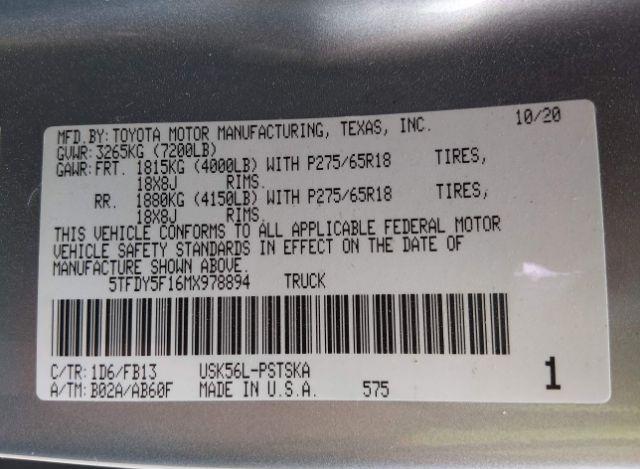 MFD.BY:TOYOTA MOTOR MANUFACTURING, TEXAS, INC. 10/20
GVWR:3265KG (7200LB)
GAWR:FRT. 1815KG (4000LB) WITH P275/65R18 TIRES,
18X8J RIMS.
RR. 1880KG (4150LB) WITH P275/65R18 TIRES,
18X8J RIMS.
THIS VEHICLE CONFORMS TO ALL APPLICABLE FEDERAL MOTOR
VEHICLE SAFETY STANDARDS IN EFFECT ON THE DATE OF
MANUFACTURE SHOWN ABOVE.
5TFDY5F16MX978894 TRUCK
C/TR:1D6/FB13 USK56L-PSTSKA
A/TM:B02A/AB60F MADE IN U.S.A. 575 1